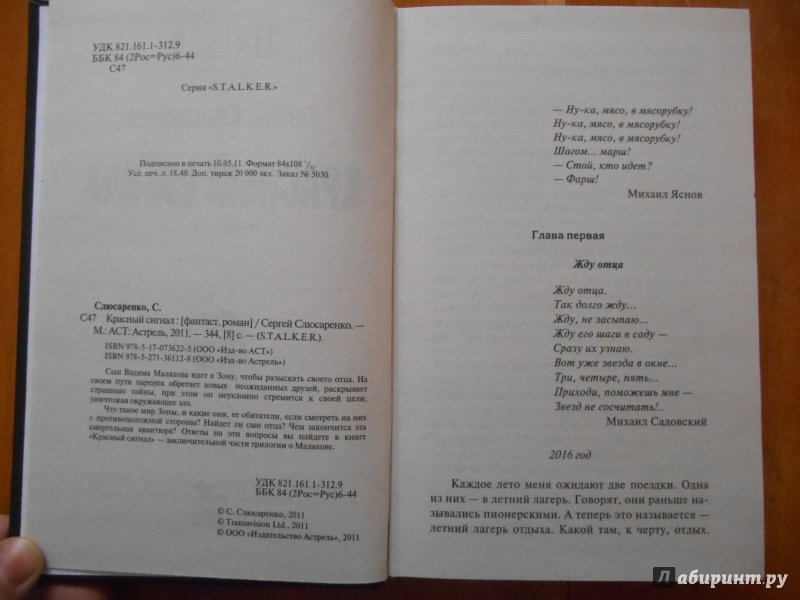 УДК 821.161.1-312.9
ББК 84 (2Рос=Рус)6-44
С47
Серия «S.T.A.L.K.E.R.»
Подписано в печать 10.05.11. Формат 84х108 1/32.
Усл. печ. л. 18,48. Доп. тираж 20 000 экз. Заказ № 5030.
Слюсаренко, С.
С47 Красный сигнал : [фантаст. роман] / Сергей Слюсаренко. —
М.: АСТ: Астрель, 2011. — 344, [8] с. — (S.T.A.L.K.E.R.).
ISBN 978-5-17-073622-5 (ООО «Изд-во АСТ»)
ISBN 978-5-271-36112-8 (ООО «Изд-во Астрель»)
Сын Вадима Малахова идет в Зону, чтобы разыскать своего отца. На
своем пути паренек обретает новых неожиданных друзей, раскрывает
страшные тайны, при этом он неуклонно стремится к своей цели,
уничтожая окружающее зло.
Что такое мир Зоны, и какие они, ее обитатели, если смотреть на них
с противоположной стороны? Найдет ли сын отца? Чем закончится эта
смертельная авантюра? Ответы на эти вопросы вы найдете в книге
«Красный сигнал» — заключительной части трилогии о Малахове.
УДК 821.161.1-312.9
ББК 84 (2Рос=Рус)6-44
© С. Слюсаренко, 2011
© Transavision Ltd., 2011
© ООО «Издательство Астрель», 2011
— Ну-ка, мясо, в мясорубку!
Ну-ка, мясо, в мясорубку!
Ну-ка, мясо, в мясорубку!
Шагом... марш!
— Стой, кто идет?
— Фарш!
Михаил Яснов
Глава первая
Жду отца
Жду отца.
Так долго жду...
Жду, не засыпаю...
Жду его шаги в саду —
Сразу их узнаю.
Вот уже звезда в окне...
Три, четыре, пять...
Приходи, поможешь мне —
Звезд не сосчитать!..
Михаил Садовский
2016 год
Каждое лето меня ожидают две поездки. Одна
из них — в летний лагерь. Говорят, они раньше на-
зывались пионерскими. А теперь это называется —
летний лагерь отдыха. Какой там, к черту, отдых.
Лабиринт.ру